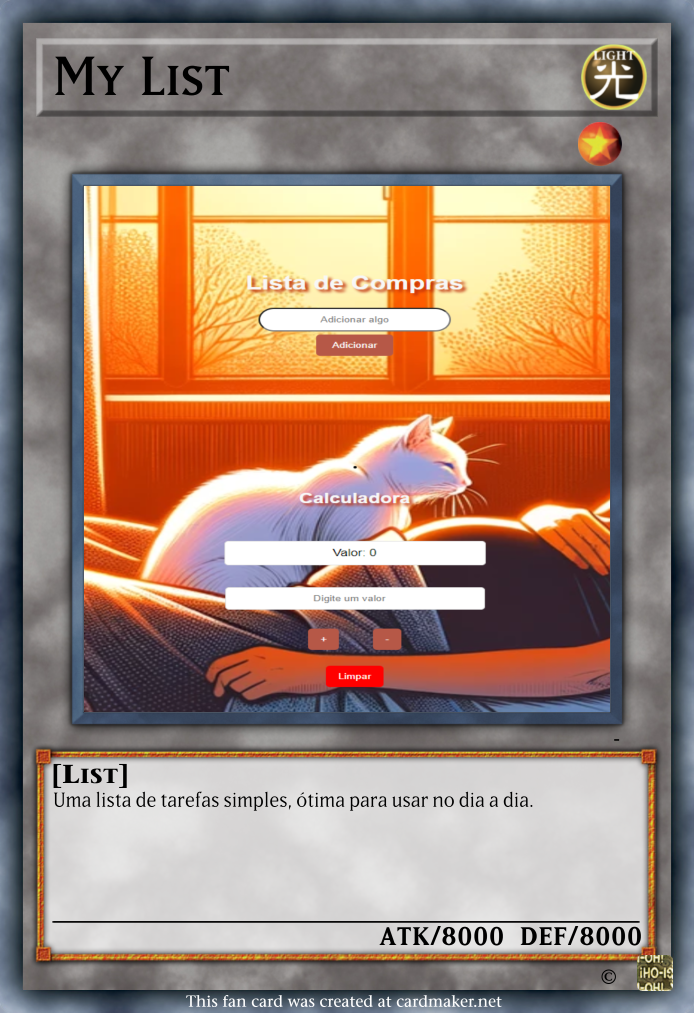 My List
LIGHT
光
Lista de Compras
Adicionar algo
Adicionar
Calculadora
Valor: 0
Digite um valor
+
-
Limpar
-
[List]
Uma lista de tarefas simples, ótima para usar no dia a dia.
ATK/8000 DEF/8000
©
This fan card was created at cardmaker.net